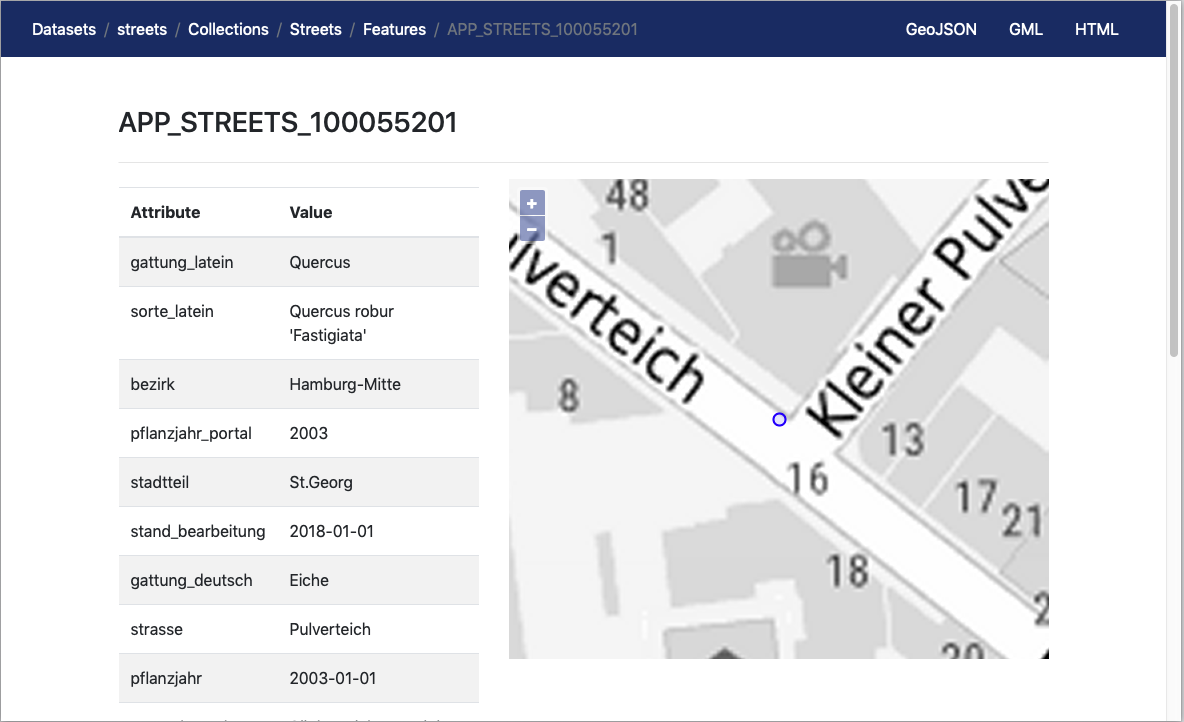 Datasets / streets / Collections / Streets / Features / APP_STREETS_100055201 GeoJSON GML HTML
APP_STREETS_100055201
Attribute Value
gattung_latein Quercus
sorte_latein Quercus robur
'Fastigiata'
bezirk Hamburg-Mitte
pflanzjahr_portal 2003
stadtteil St.Georg
stand_bearbeitung 2018-01-01
gattung_deutsch Eiche
strasse Pulverteich
pflanzjahr 2003-01-01
+
−
48
1
ulverteich
Kleiner Pulve
8
13
16
17
21
18
20